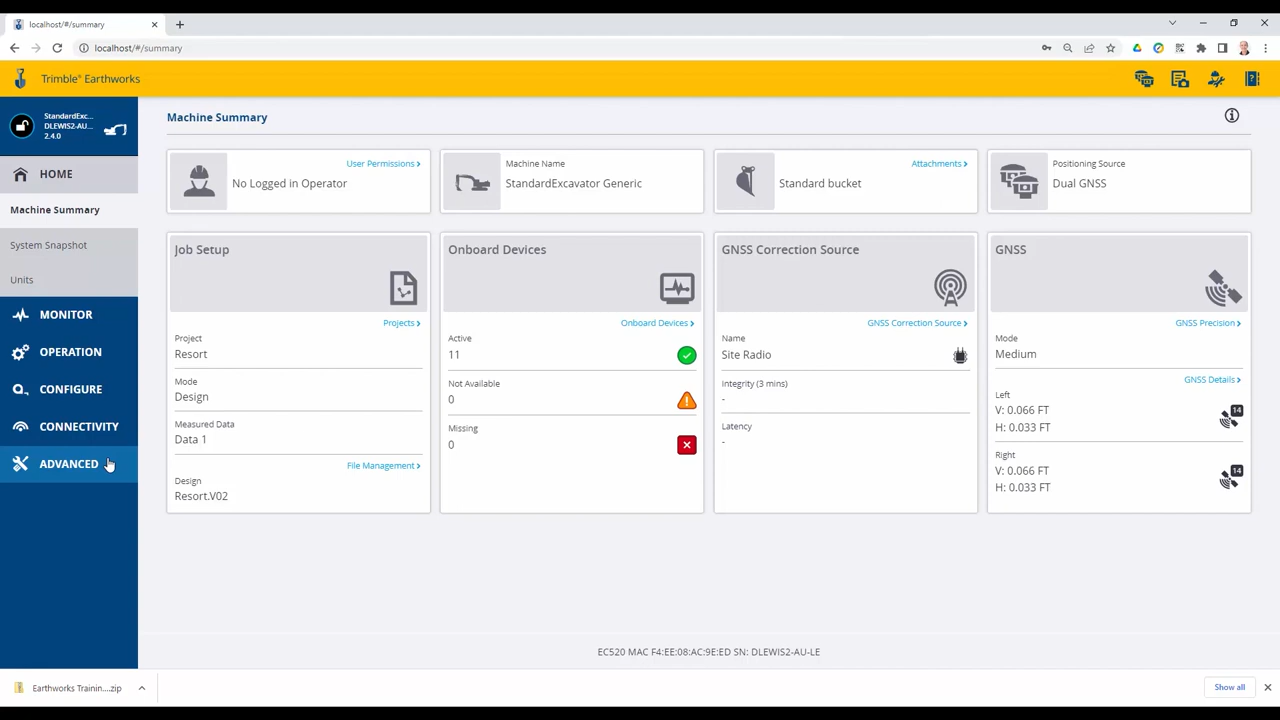 localhost/#/summary
localhost/#/summary
Trimble® Earthworks
StandardExc...
DLEWIS2-AU...
2.4.0
HOME
Machine Summary
System Snapshot
Units
MONITOR
OPERATION
CONFIGURE
CONNECTIVITY
ADVANCED
Machine Summary
User Permissions
No Logged in Operator
Machine Name
StandardExcavator Generic
Attachments
Standard bucket
Positioning Source
Dual GNSS
Job Setup
Projects
Project
Resort
Mode
Design
Measured Data
Data 1
File Management
Design
Resort.V02
Onboard Devices
Onboard Devices
Active
11
Not Available
0
Missing
0
GNSS Correction Source
GNSS Correction Source
Name
Site Radio
Integrity (3 mins)
-
Latency
-
GNSS
GNSS Precision
Mode
Medium
GNSS Details
Left
V: 0.066 FT
H: 0.033 FT
14
Right
V: 0.066 FT
H: 0.033 FT
14
EC520 MAC F4:EE:08:AC:9E:ED SN: DLEWIS2-AU-LE
Earthworks Trainin....zip
Show all